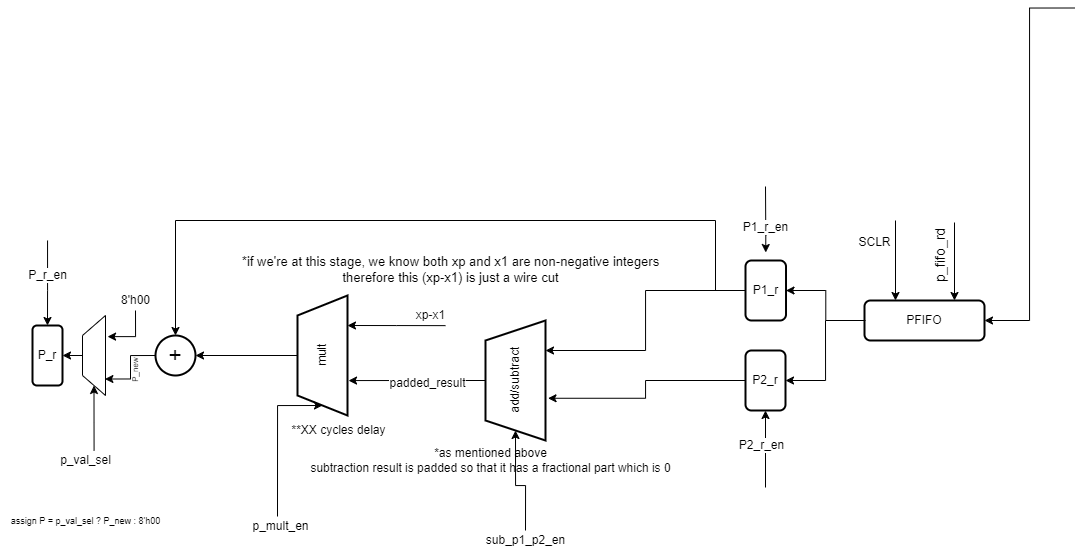 P1_r_en
SCLR
p_fifo_rd
*if we're at this stage, we know both xp and x1 are non-negative integers
therefore this (xp-x1) is just a wire cut
P_r_en
8'h00
P1_r
xp-x1
PFIFO
P_r
P_new
+
mult
padded_result
add/subtract
P2_r
**XX cycles delay
P2_r_en
p_val_sel
*as mentioned above
subtraction result is padded so that it has a fractional part which is 0
assign P = p_val_sel ? P_new : 8'h00
p_mult_en
sub_p1_p2_en